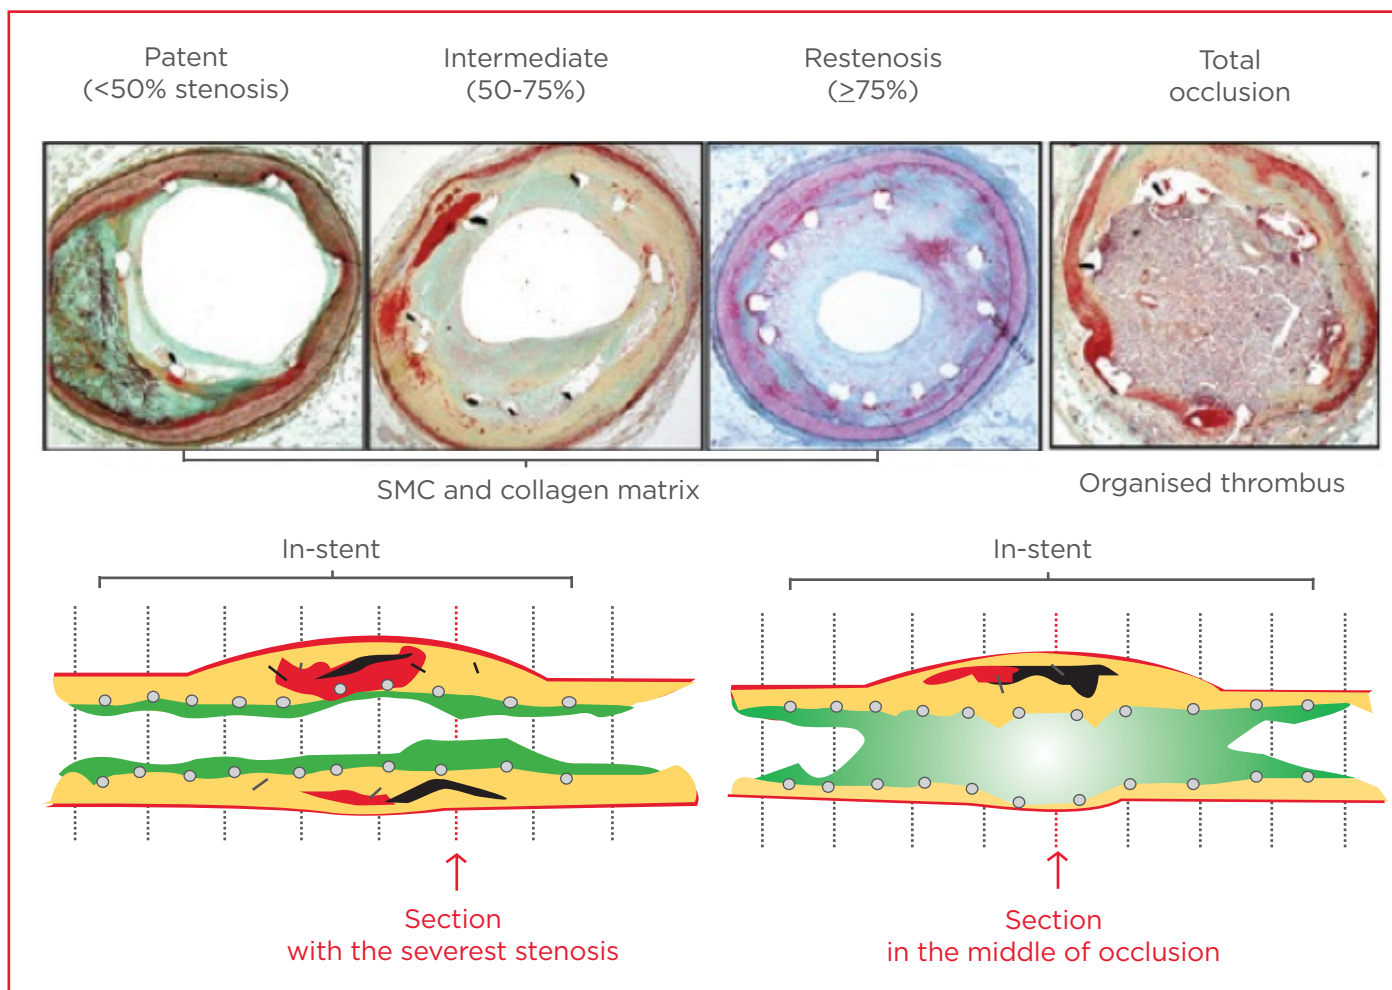 Patent
(<50% stenosis)
Intermediate
(50-75%)
Restenosis
(≥75%)
Total
occlusion
SMC and collagen matrix
Organised thrombus
In-stent
In-stent
Section
with the severest stenosis
Section
in the middle of occlusion